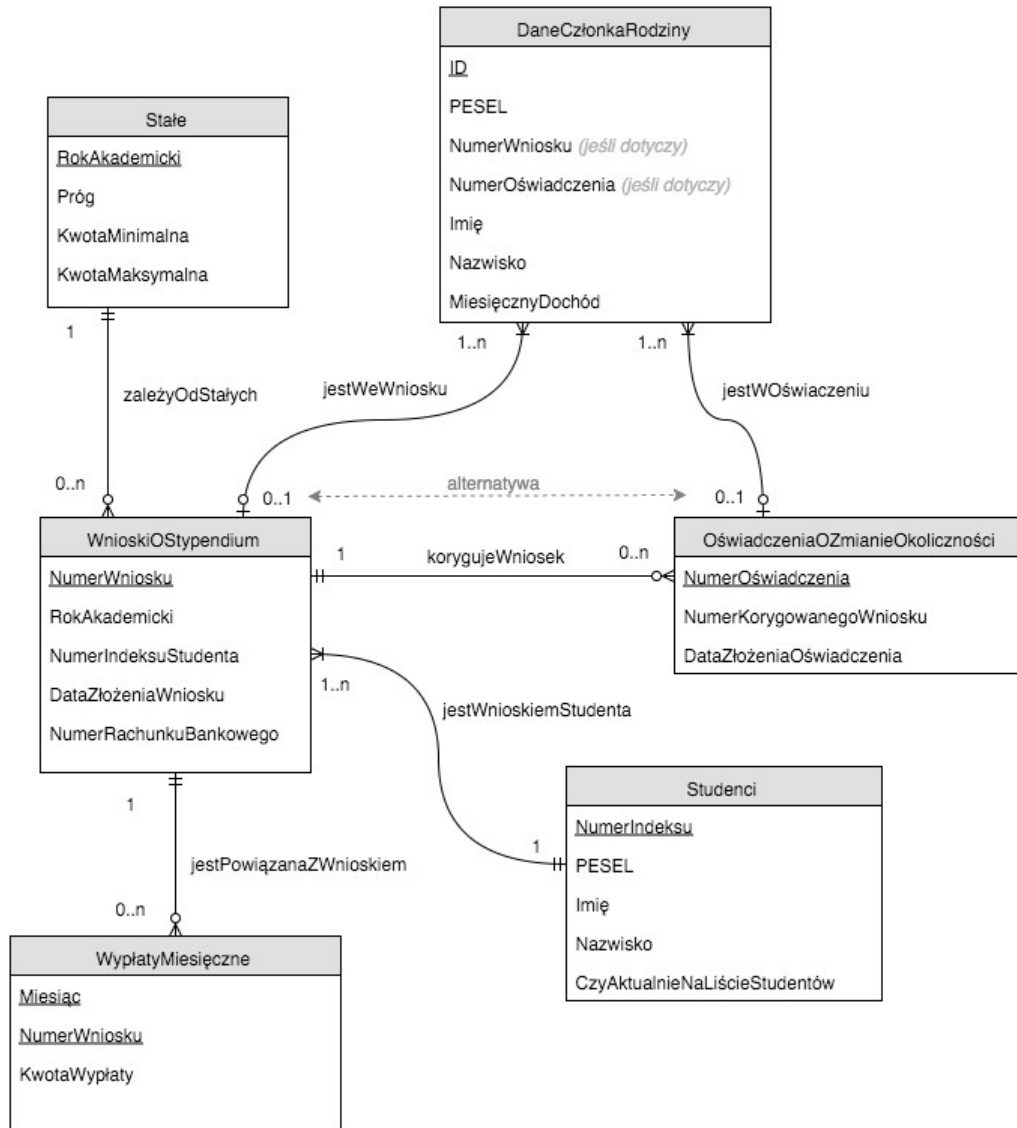 DaneCzłonkaRodziny
ID
PESEL
NumerWniosku (jeśli dotyczy)
NumerOświadczenia (jeśli dotyczy)
Imię
Nazwisko
MiesięcznyDochód
Stałe
RokAkademicki
Próg
KwotaMinimalna
KwotaMaksymalna
1
1..n
1..n
zależyOdStałych
jestWeWniosku
jestWOświaczeniu
0..n
0..1
alternatywa
0..1
WnioskiOStypendium
NumerWniosku
RokAkademicki
NumerIndeksuStudenta
DataZłożeniaWniosku
NumerRachunkuBankowego
1
korygujeWniosek
0..n
OświadczeniaOZmianieOkoliczności
NumerOświadczenia
NumerKorygowanegoWniosku
DataZłożeniaOświadczenia
1..n
jestWnioskiemStudenta
1
Studenci
NumerIndeksu
PESEL
Imię
Nazwisko
CzyAktualnieNaLiścieStudentów
1
jestPowiązanaZWnioskiem
0..n
WypłatyMiesięczne
Miesiąc
NumerWniosku
KwotaWypłaty